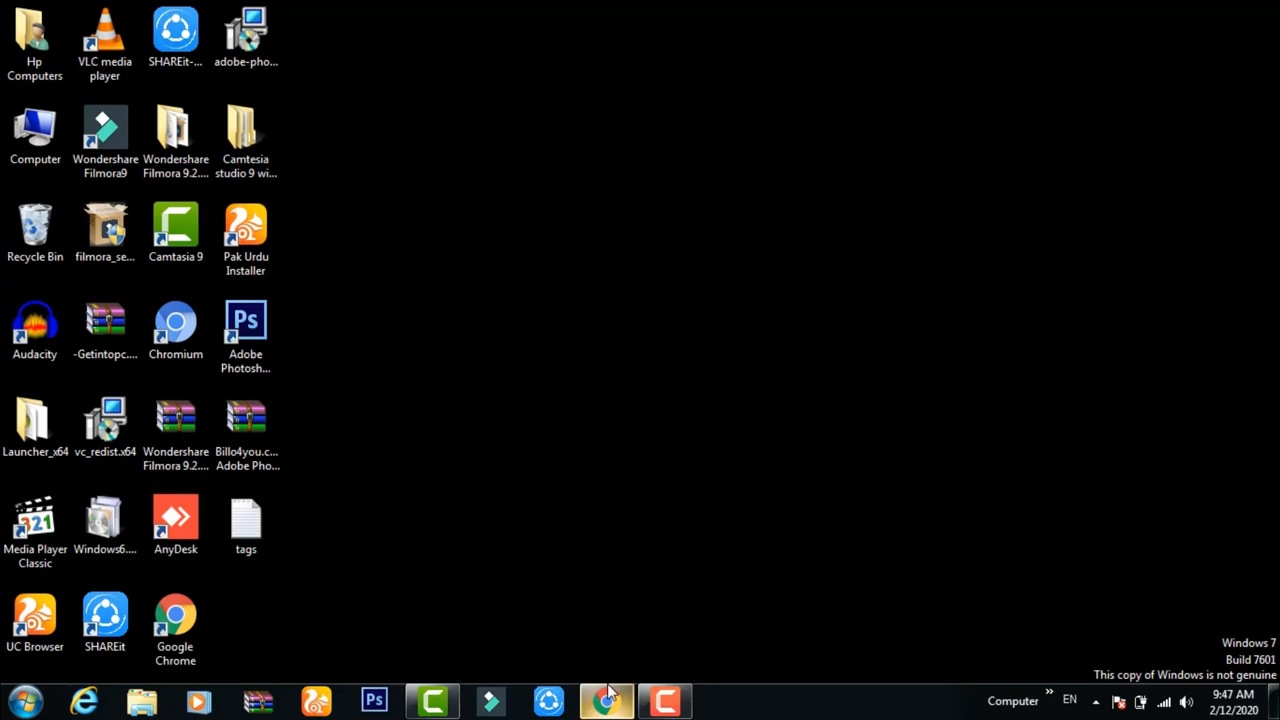 Hp
Computers
VLC media
player
SHAREit-...
adobe-pho...
Computer
Wondershare
Filmora9
Wondershare
Filmora 9.2....
Camtesia
studio 9 wi...
Recycle Bin
filmora_se...
Camtasia 9
Pak Urdu
Installer
Audacity
-Getintopc....
Chromium
Ps
Adobe
Photosh...
Launcher_x64
vc_redist.x64
Wondershare
Filmora 9.2....
Billo4you.c...
Adobe Pho...
321
Media Player
Classic
Windows6....
AnyDesk
tags
UC Browser
SHAREit
Google
Chrome
Windows 7
Build 7601
This copy of Windows is not genuine
Ps
Computer
»
EN
9:47 AM
2/12/2020